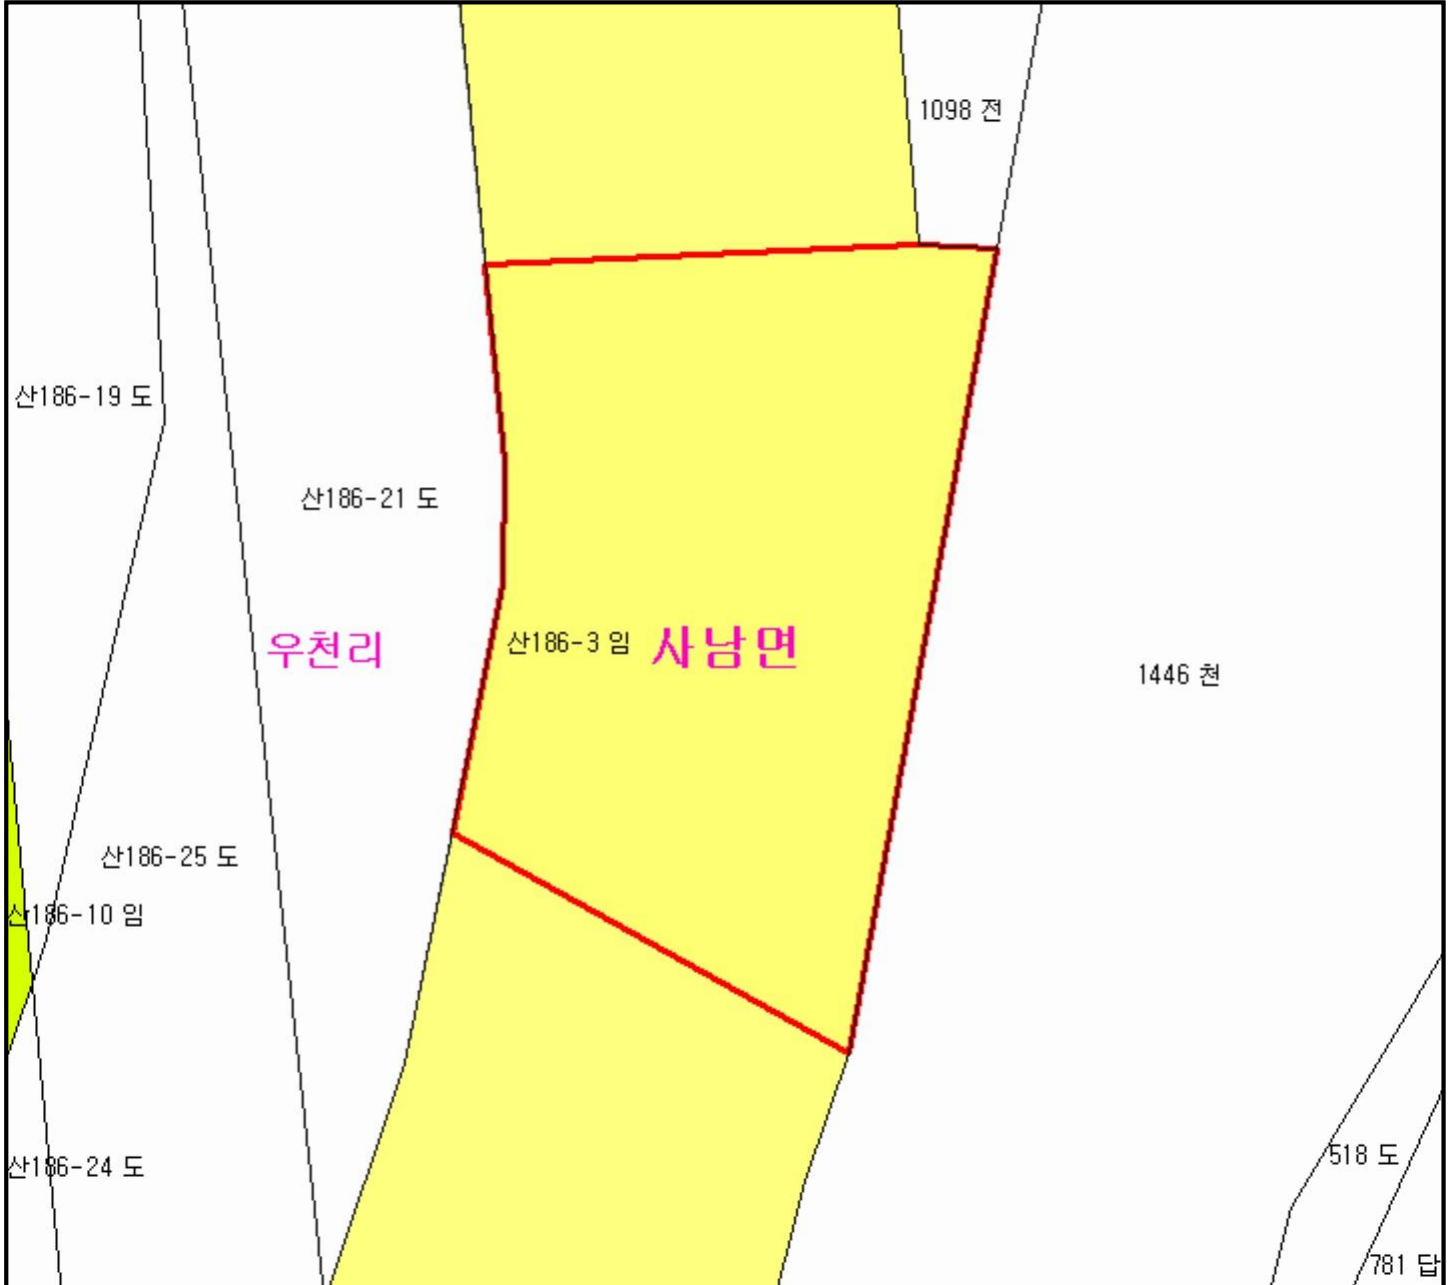 1098 전
산186-19 도
산186-21 도
우천리
산186-3 임
사남면
1446 천
산186-25 도
산186-10 임
산186-24 도
518 도
781 답